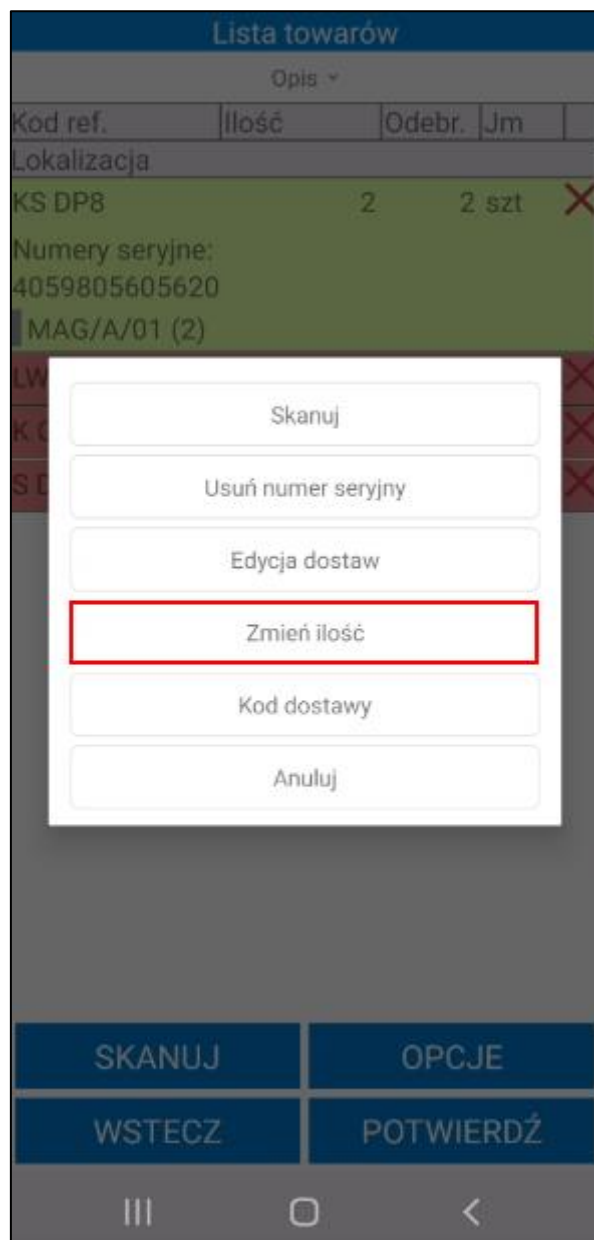 Lista towarów
Opis
Kod ref. Ilość Odebr. Jm
Lokalizacja
KS DP8 2 2 szt
Numery seryjne:
4059805605620
MAG/A/01 (2)
LW
K
S D
Skanuj
Usuń numer seryjny
Edycja dostaw
Zmień ilość
Kod dostawy
Anuluj
SKANUJ OPCJE
WSTECZ POTWIERDŹ